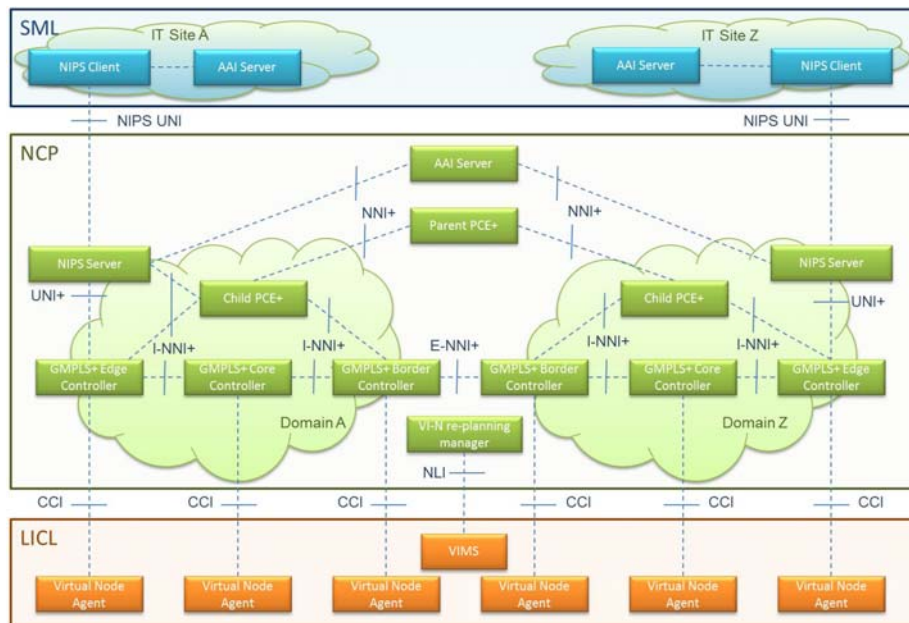 SML
IT Site A
IT Site Z
NIPS Client
AAI Server
AAI Server
NIPS Client
NIPS UNI
NIPS UNI
NCP
AAI Server
NNI+
NNI+
Parent PCE+
NIPS Server
NIPS Server
UNI+
Child PCE+
Child PCE+
UNI+
I-NNI+
I-NNI+
E-NNI+
I-NNI+
I-NNI+
GMPLS+ Edge
Controller
GMPLS+ Core
Controller
GMPLS+ Border
Controller
GMPLS+ Border
Controller
GMPLS+ Core
Controller
GMPLS+ Edge
Controller
Domain A
VI-N re-planning
manager
Domain Z
NLI
CCI
CCI
CCI
CCI
CCI
CCI
LICL
VIMS
Virtual Node
Agent
Virtual Node
Agent
Virtual Node
Agent
Virtual Node
Agent
Virtual Node
Agent
Virtual Node
Agent